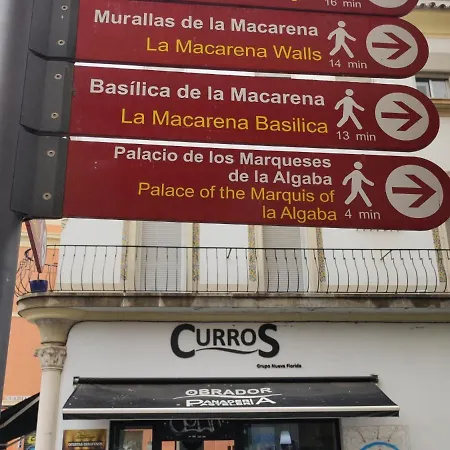 16 min
Murallas de la Macarena
La Macarena Walls
14 min
Basílica de la Macarena
La Macarena Basilica
13 min
Palacio de los Marqueses
de la Algaba
Palace of the Marquis of
la Algaba
4 min
CURROS
Grupo Nueva Florida
OBRADOR